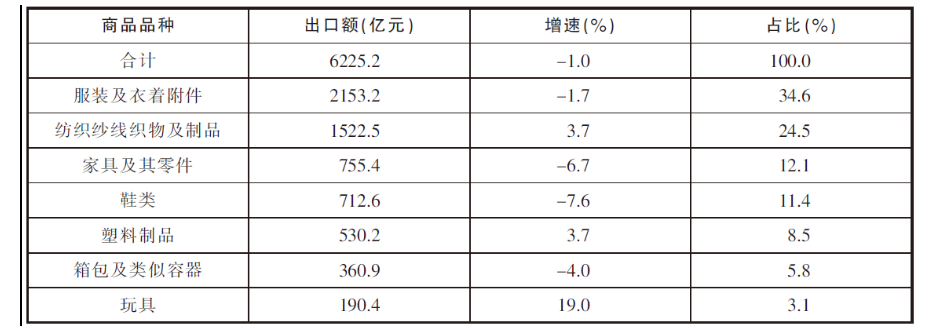 商品品种 出口额(亿元) 增速(%) 占比(%)
合计 6225.2 –1.0 100.0
服装及衣着附件 2153.2 –1.7 34.6
纺织纱线织物及制品 1522.5 3.7 24.5
家具及其零件 755.4 –6.7 12.1
鞋类 712.6 –7.6 11.4
塑料制品 530.2 3.7 8.5
箱包及类似容器 360.9 –4.0 5.8
玩具 190.4 19.0 3.1